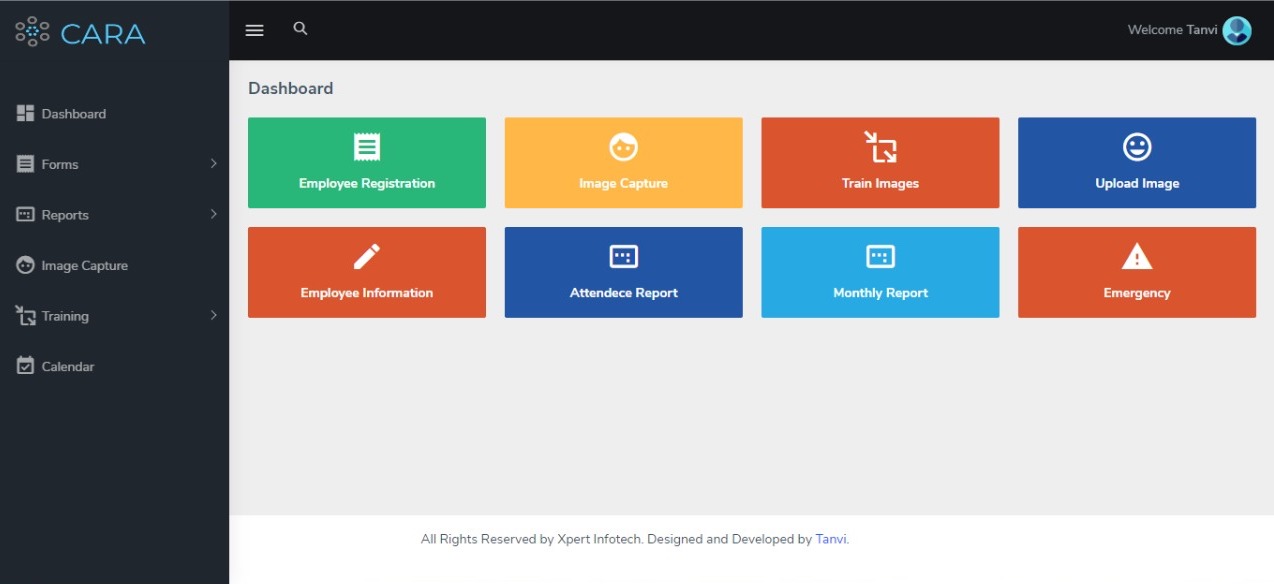 CARA
Welcome Tanvi
Dashboard
Forms
Reports
Image Capture
Training
Calendar
Dashboard
Employee Registration
Image Capture
Train Images
Upload Image
Employee Information
Attendece Report
Monthly Report
Emergency
All Rights Reserved by Xpert Infotech. Designed and Developed by Tanvi.